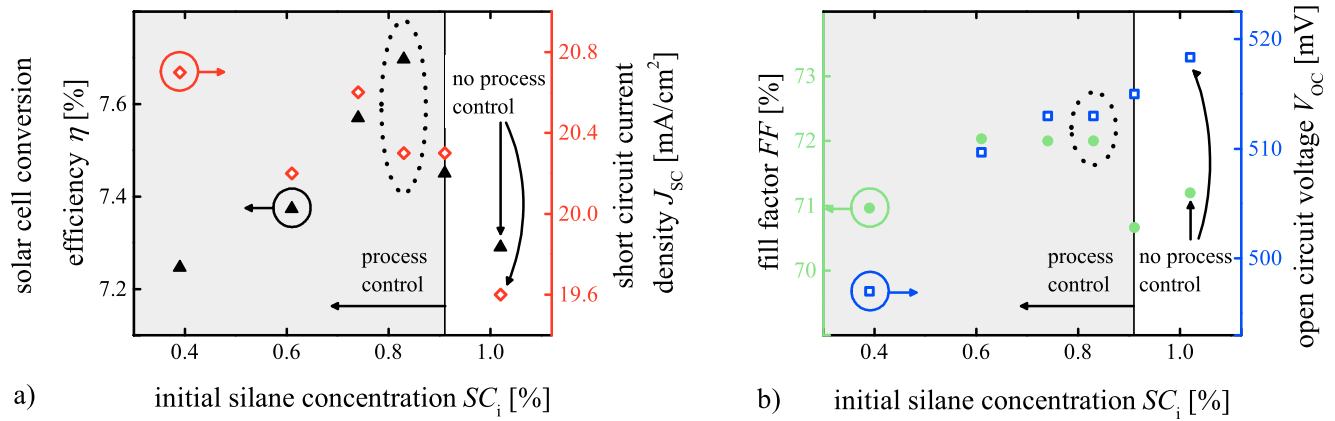 solar cell conversion
efficiency η [%]
7.6
7.4
7.2
0.4
0.6
0.8
1.0
no process
control
process
control
20.8
20.4
20.0
19.6
short circuit current
density JSC [mA/cm²]
a)
initial silane concentration SCi [%]
fill factor FF [%]
73
72
71
70
0.4
0.6
0.8
1.0
process
control
no process
control
520
510
500
open circuit voltage VOC [mV]
b)
initial silane concentration SCi [%]